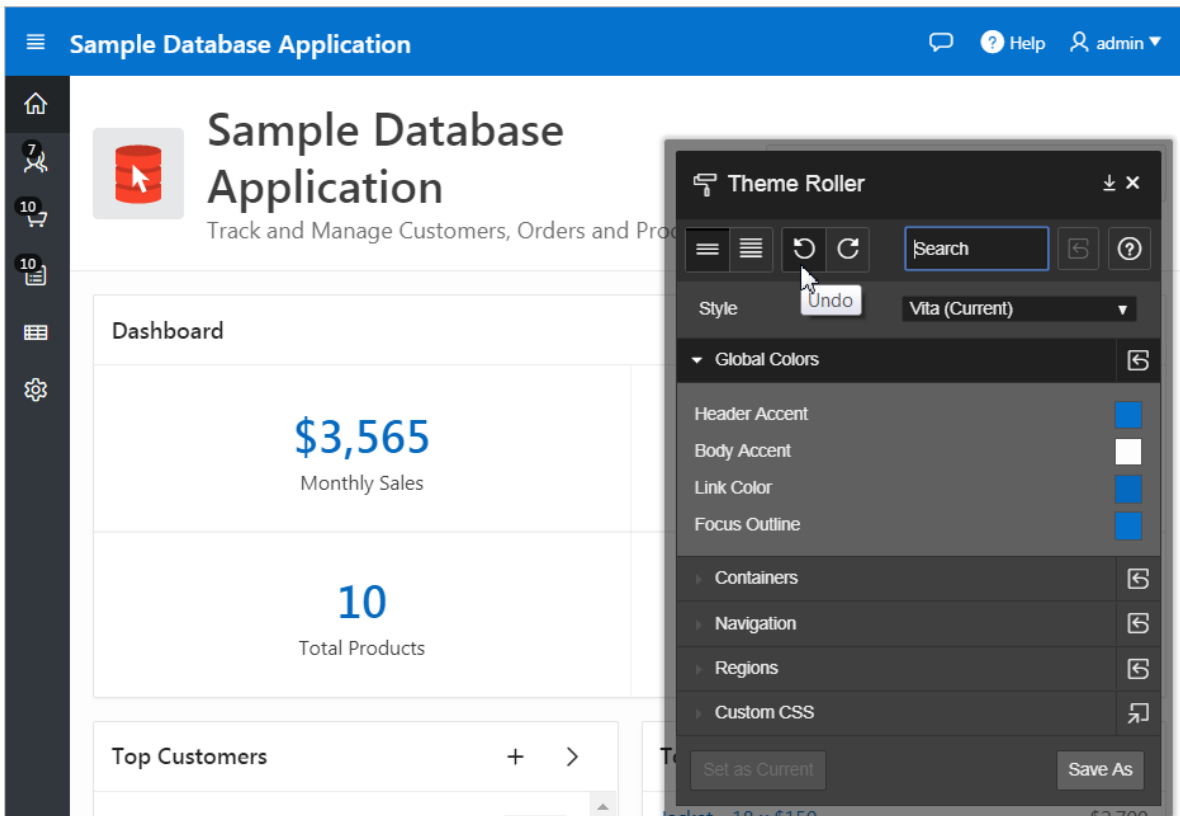 Sample Database Application
Help
admin
7
10
10
Sample Database
Application
Track and Manage Customers, Orders and Pro
Dashboard
$3,565
Monthly Sales
10
Total Products
Top Customers
Theme Roller
Search
Undo
Style
Vita (Current)
Global Colors
Header Accent
Body Accent
Link Color
Focus Outline
Containers
Navigation
Regions
Custom CSS
Set as Current
Save As